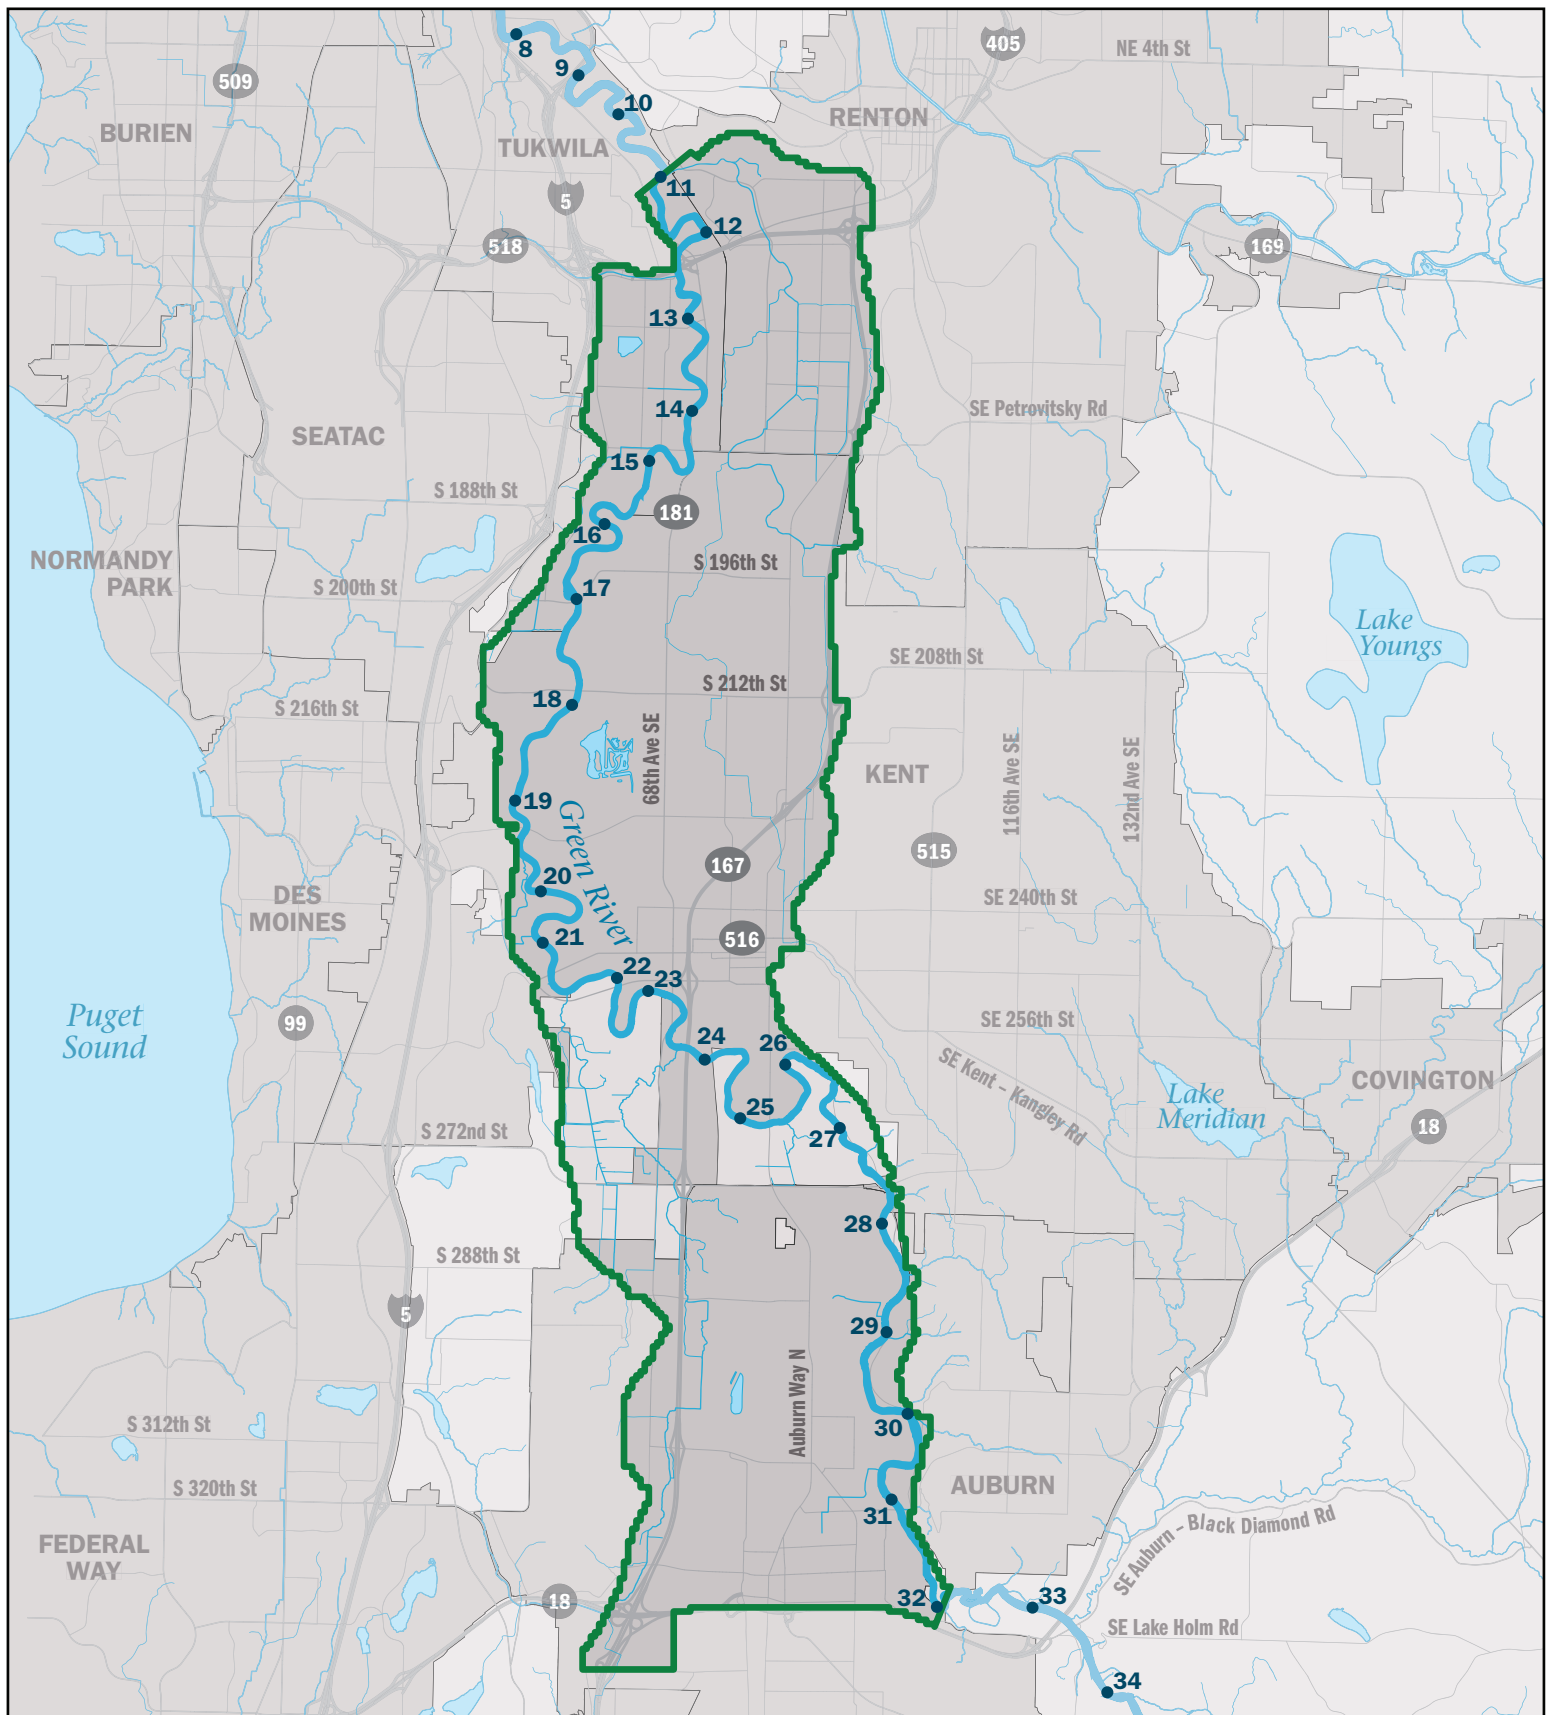 8
405
NE 4th St
9
509
10
RENTON
BURIEN
TUKWILA
11
5
12
518
169
13
SE Petrovitsky Rd
14
SEATAC
15
S 188th St
181
16
NORMANDY
PARK
S 196th St
S 200th St
17
Lake
Youngs
SE 208th St
S 212th St
18
S 216th St
68th Ave SE
116th Ave SE
132nd Ave SE
KENT
19
Green River
515
167
20
DES
MOINES
SE 240th St
21
516
22
23
Puget
Sound
99
SE 256th St
24
26
SE Kent – Kangley Rd
COVINGTON
Lake
Meridian
25
18
S 272nd St
27
28
S 288th St
5
29
Auburn Way N
S 312th St
30
AUBURN
S 320th St
31
SE Auburn – Black Diamond Rd
FEDERAL
WAY
18
32
33
SE Lake Holm Rd
34